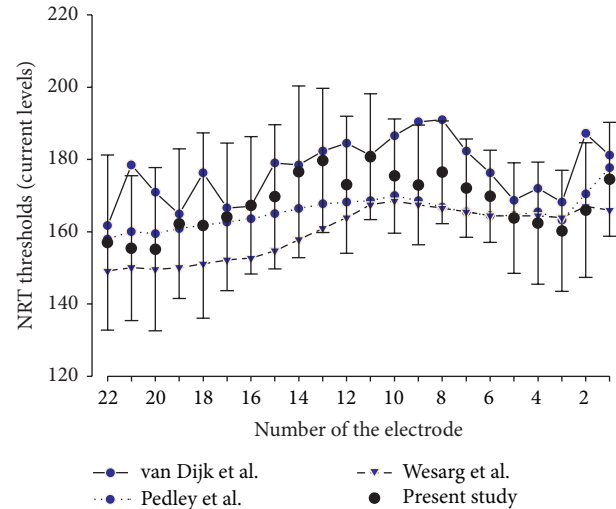 220
200
180
160
140
120
NRT thresholds (current levels)
22 20 18 16 14 12 10 8 6 4 2
Number of the electrode
van Dijk et al.
Pedley et al.
Wesarg et al.
Present study